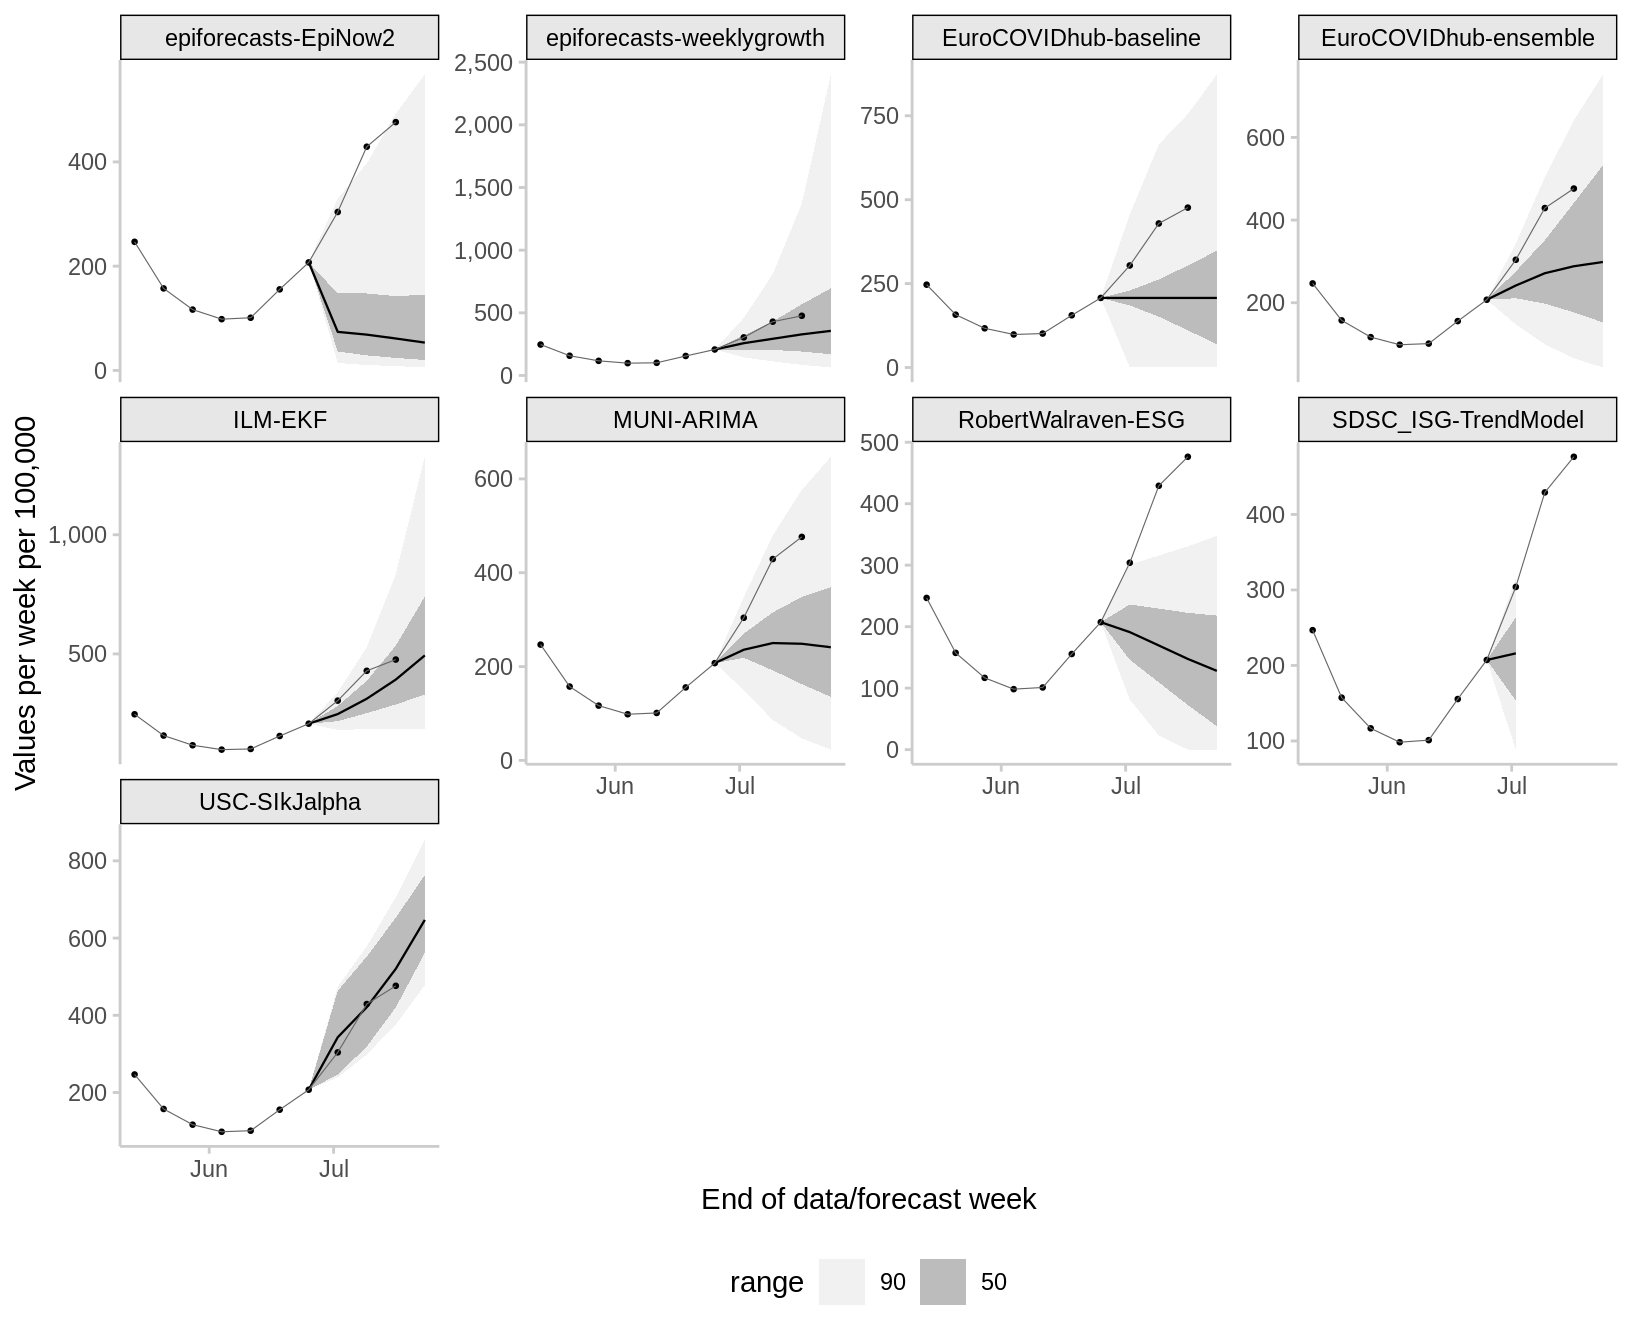 epiforecasts-EpiNow2
epiforecasts-weeklygrowth
EuroCOVIDhub-baseline
EuroCOVIDhub-ensemble
400
200
0
2,500
2,000
1,500
1,000
500
0
750
500
250
0
600
400
200
ILM-EKF
MUNI-ARIMA
RobertWalraven-ESG
SDSC_ISG-TrendModel
1,000
500
600
400
200
0
500
400
300
200
100
0
400
300
200
100
Jun Jul
Jun Jul
Jun Jul
USC-SIkJalpha
800
600
400
200
Jun Jul
Values per week per 100,000
End of data/forecast week
range 90 50